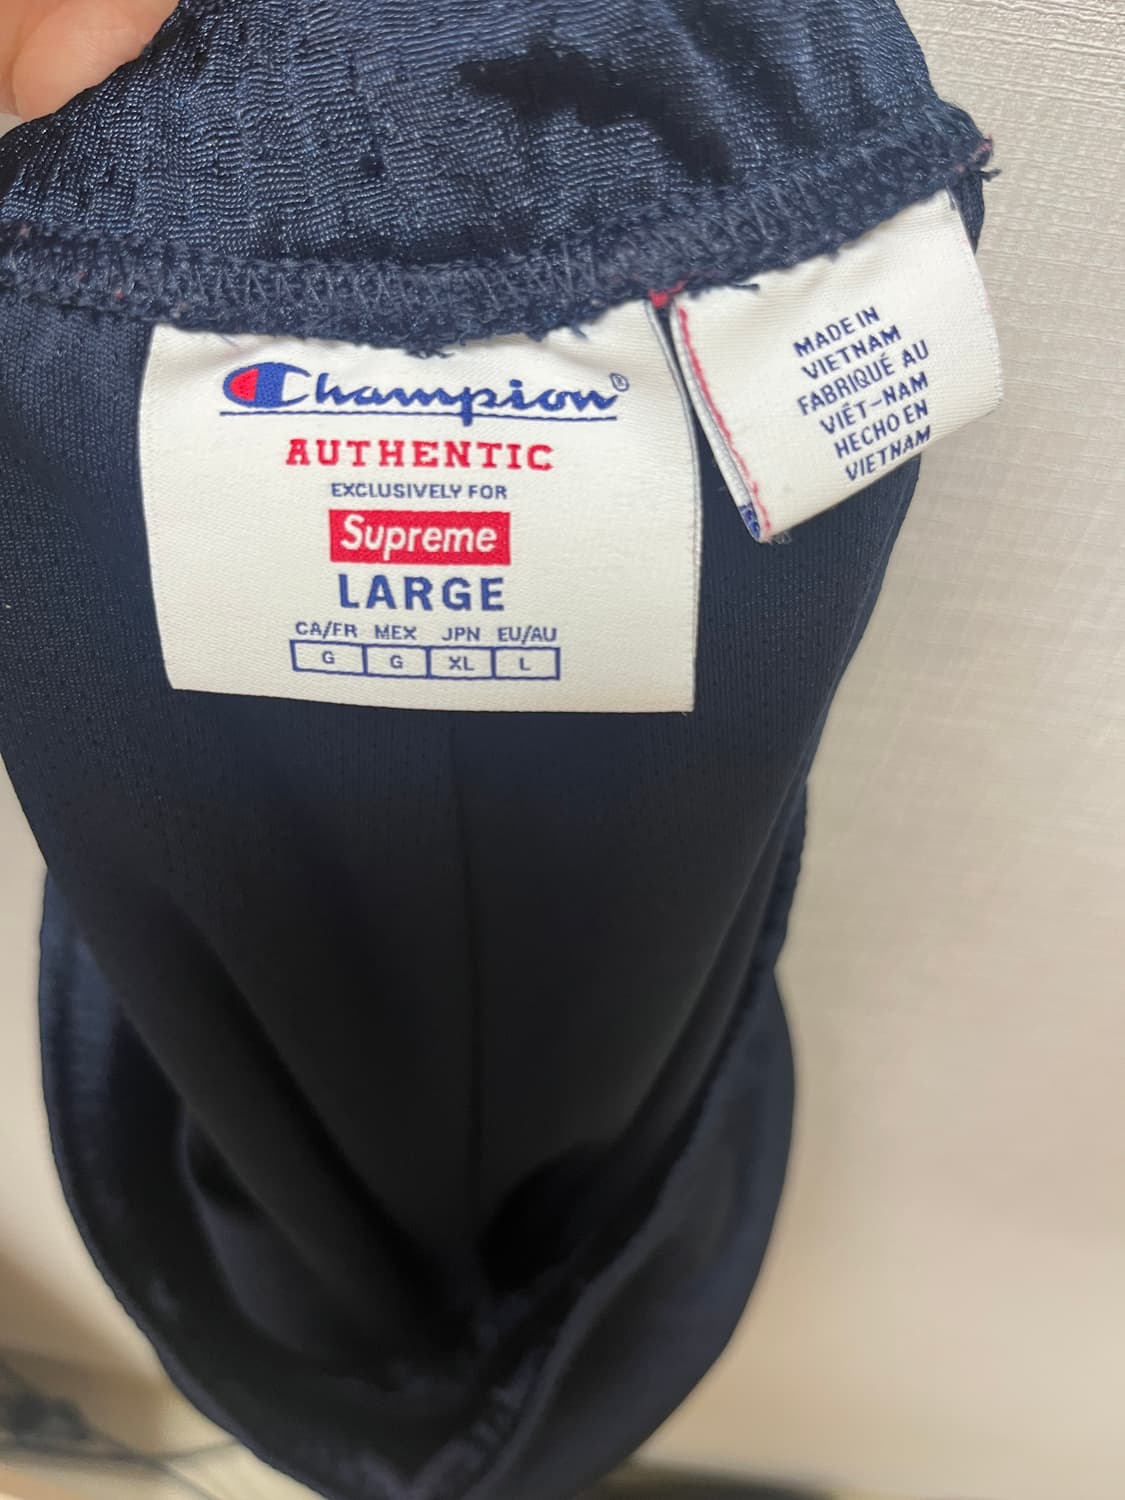 Champion®
AUTHENTIC
EXCLUSIVELY FOR
Supreme
LARGE
CA/FR MEX JPN EU/AU
G G XL L
MADE IN
VIETNAM
FABRIQUÉ AU
VIÊT-NAM
HECHO EN
VIETNAM